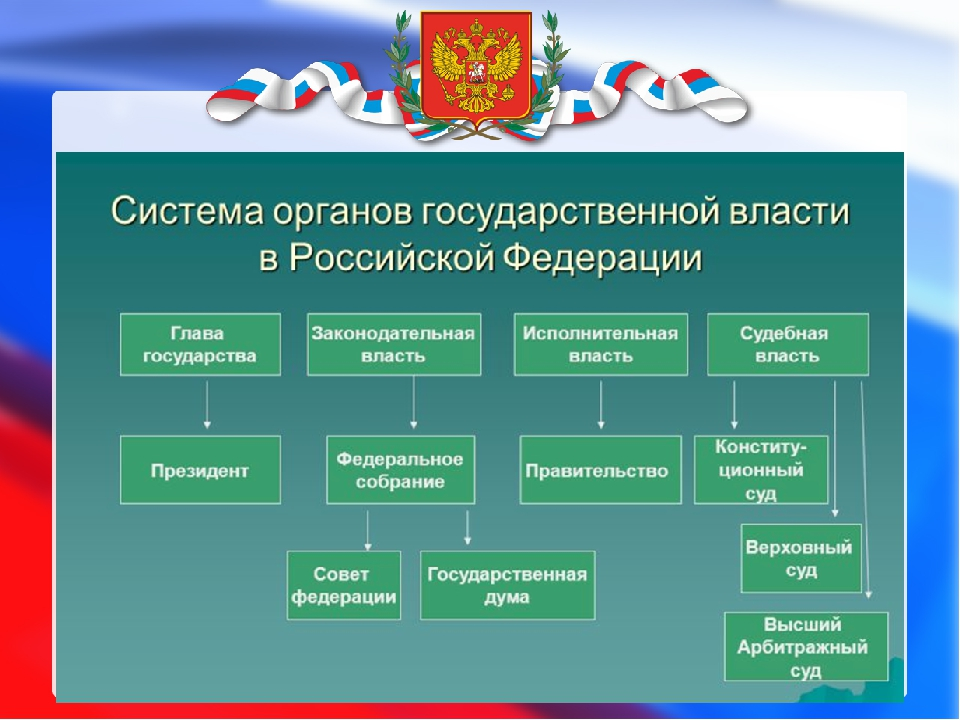 Система органов государственной власти
в Российской Федерации
Глава
государства
Законодательная
власть
Исполнительная
власть
Судебная
власть
Президент
Федеральное
собрание
Правительство
Конститу-
ционный
суд
Верховный
суд
Совет
федерации
Государственная
дума
Высший
Арбитражный
суд